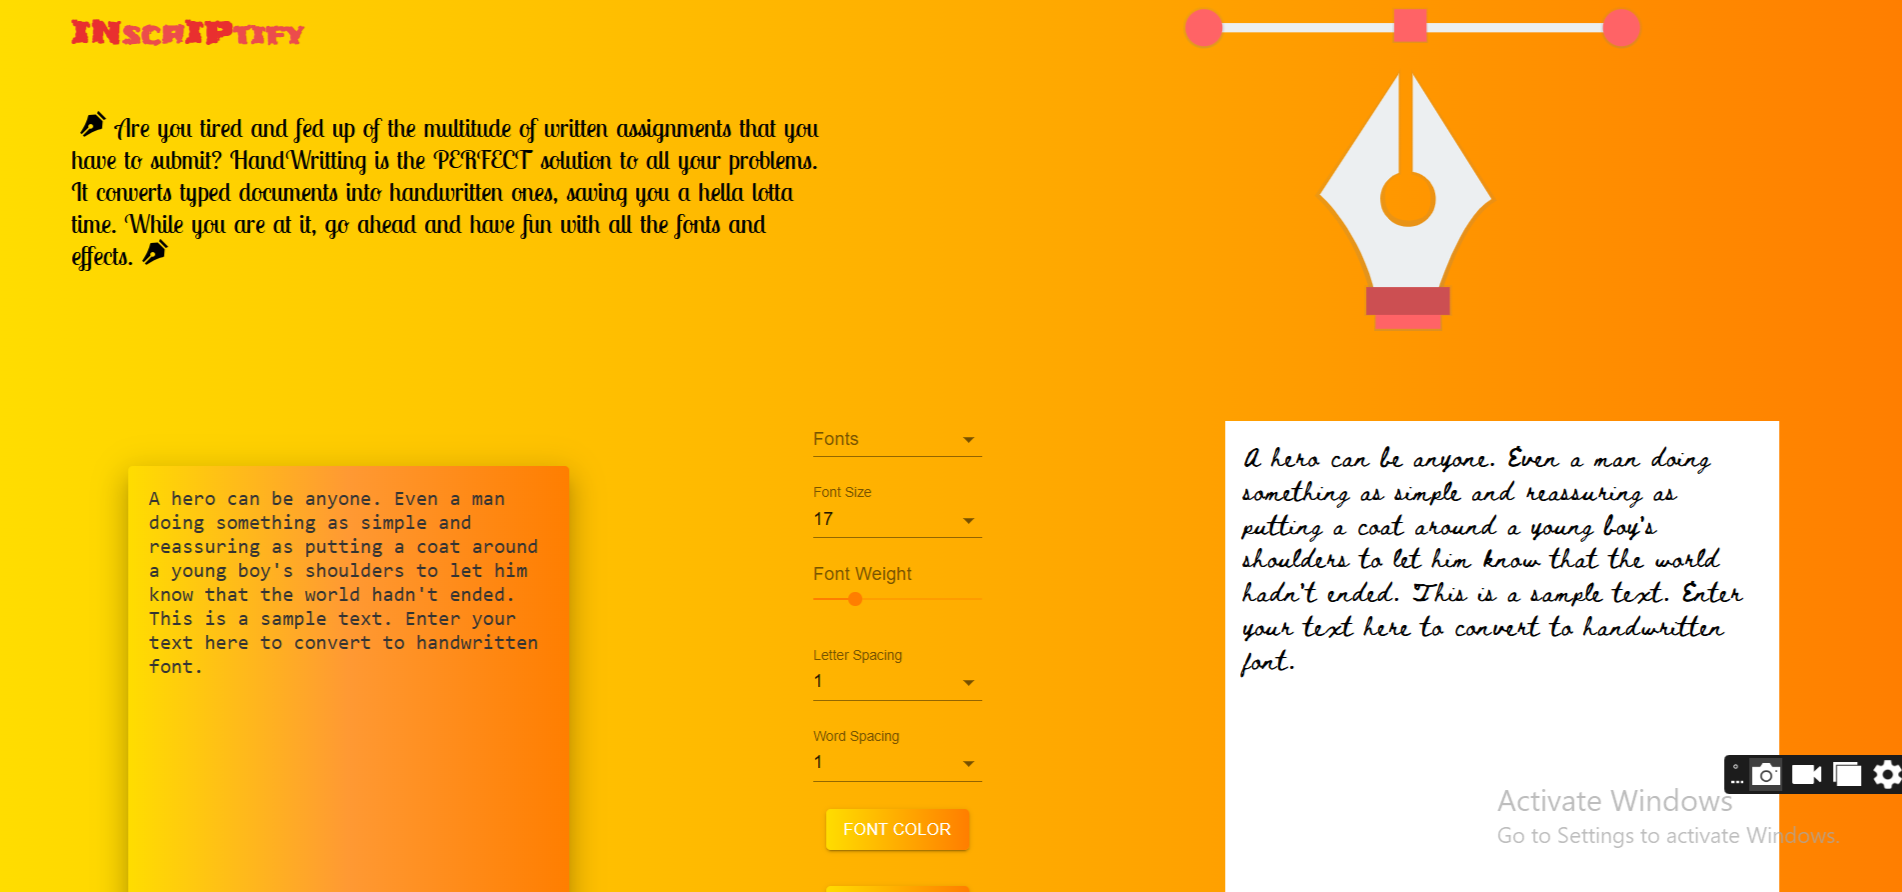 INscrIPtify
Are you tired and fed up of the multitude of written assignments that you
have to submit? HandWritting is the PERFECT solution to all your problems.
It converts typed documents into handwritten ones, saving you a hella lotta
time. While you are at it, go ahead and have fun with all the fonts and
effects.
A hero can be anyone. Even a man
doing something as simple and
reassuring as putting a coat around
a young boy's shoulders to let him
know that the world hadn't ended.
This is a sample text. Enter your
text here to convert to handwritten
font.
Fonts
Font Size
17
Font Weight
Letter Spacing
1
Word Spacing
1
FONT COLOR
A hero can be anyone. Even a man doing
something as simple and reassuring as
putting a coat around a young boy's
shoulders to let him know that the world
hadn't ended. This is a sample text. Enter
your text here to convert to handwritten
font.
Activate Windows
Go to Settings to activate Windows.